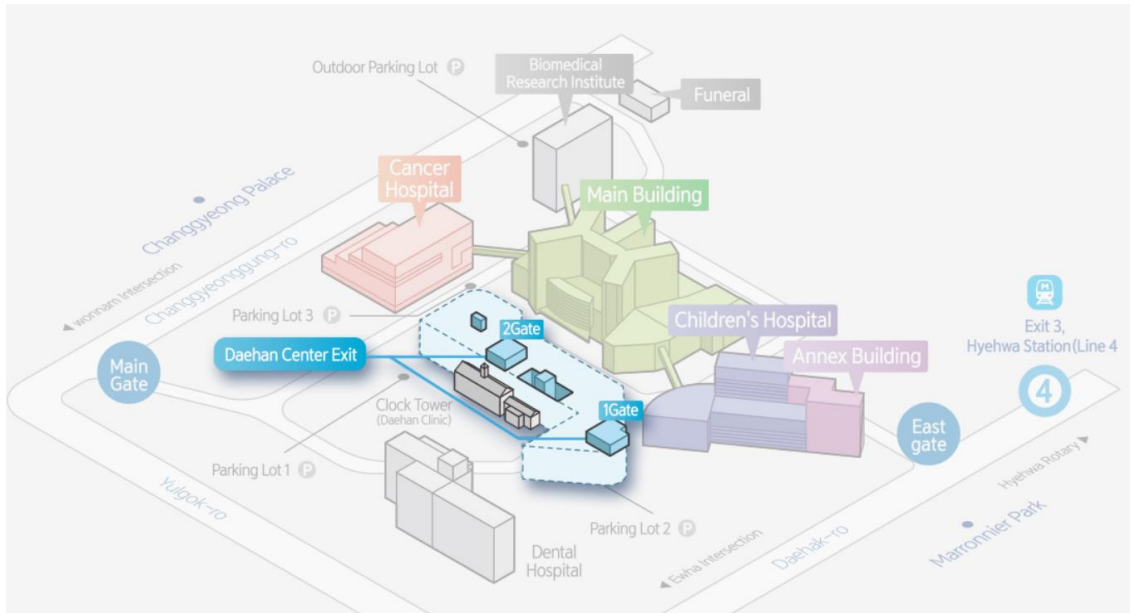 Outdoor Parking Lot P
Biomedical
Research Institute
Funeral
Cancer
Hospital
Main Building
Changgyeong Palace
Changgyeonggung-ro
wonnam Intersection
Parking Lot 3 P
2Gate
Daehan Center Exit
Children's Hospital
Annex Building
M
Exit 3,
Hyehwa Station(Line 4
4
Main
Gate
Clock Tower
(Daehan Clinic)
1Gate
East
gate
Hyehwa Rotary
Parking Lot 1 P
Yulgok-ro
Parking Lot 2 P
Dental
Hospital
Ewha Intersection
Daehak-ro
Marronnier Park